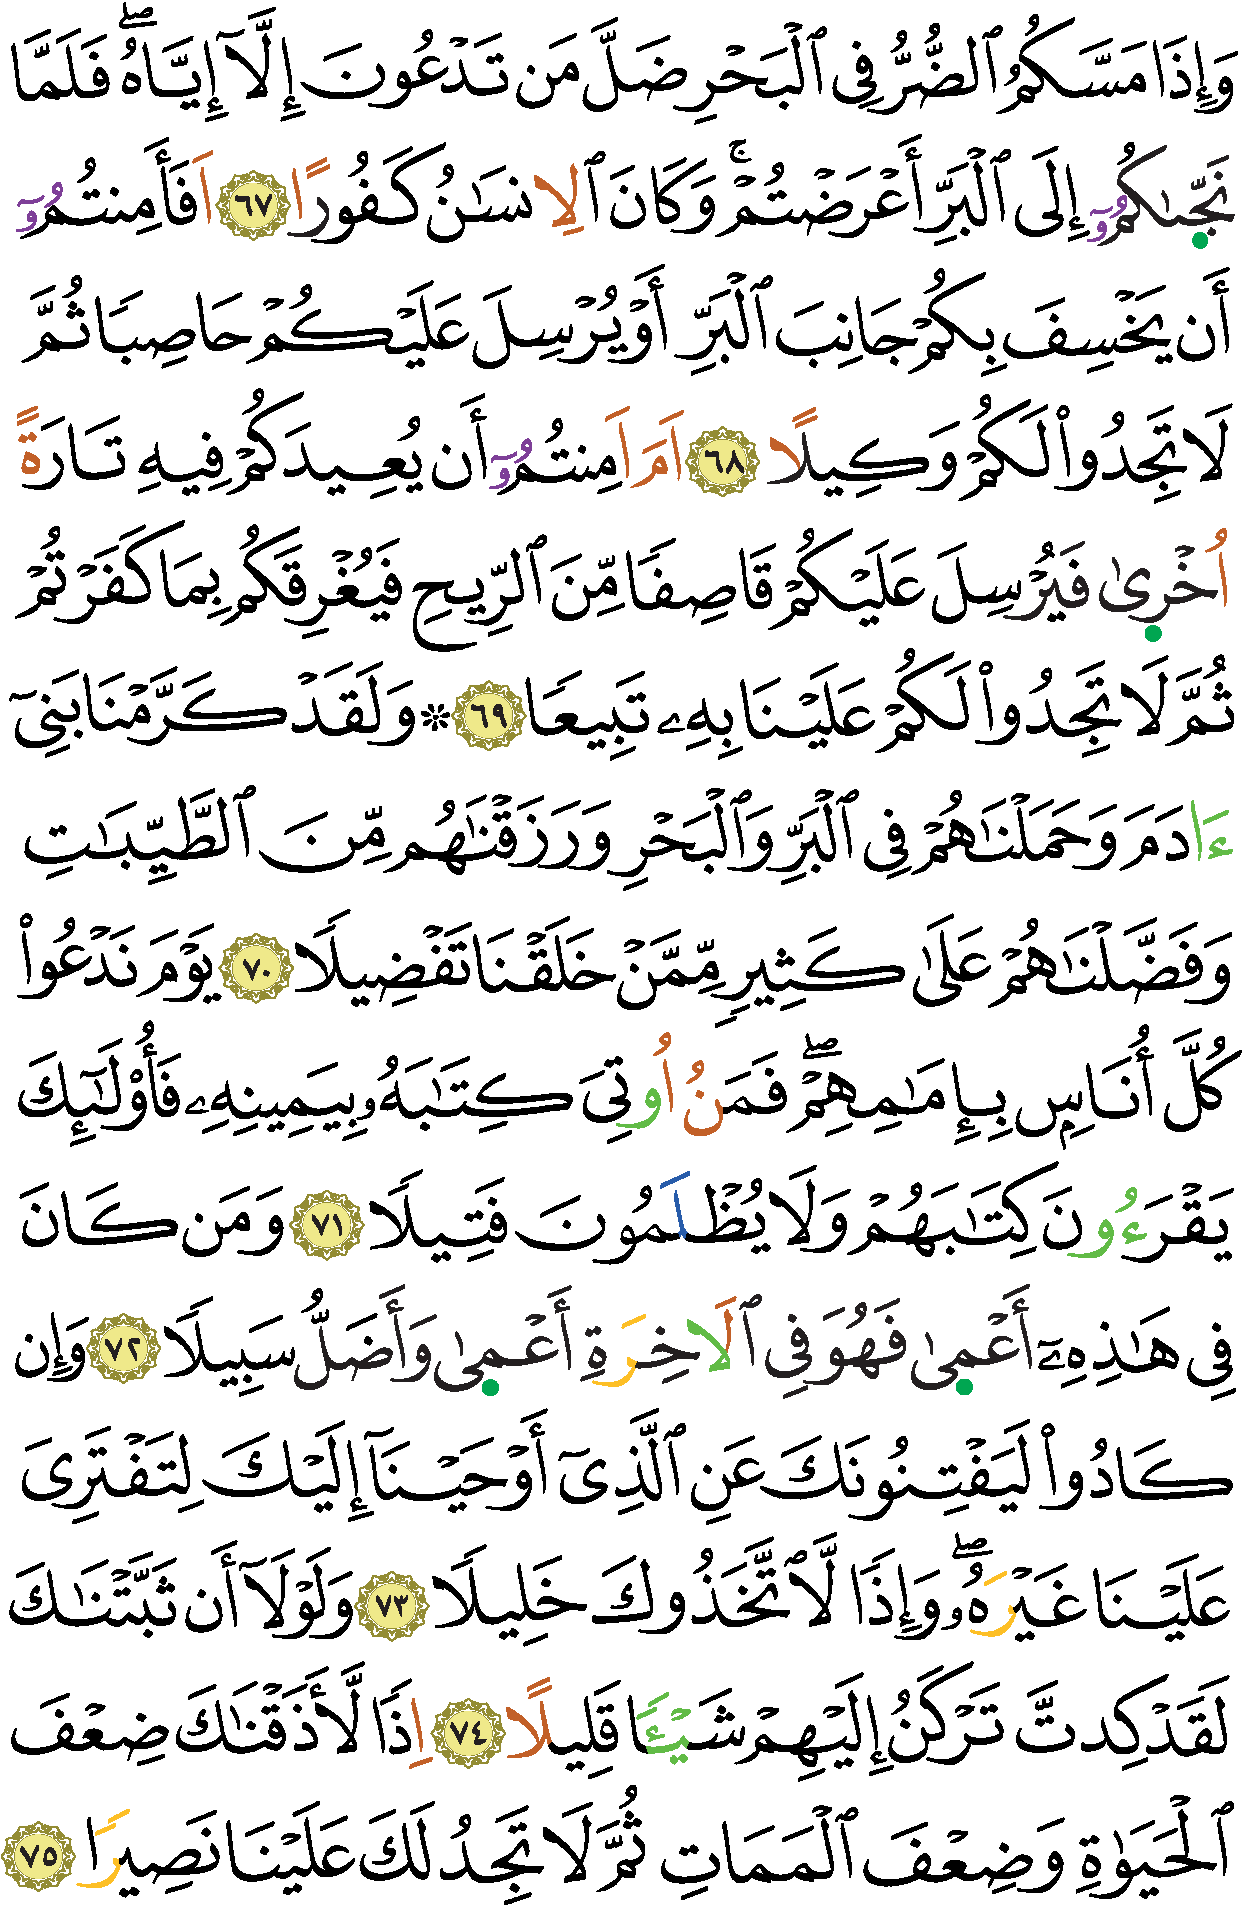 وَإِذَا مَسَّكُمُ ٱلضُّرُّ فِى ٱلْبَحْرِ ضَلَّ مَن تَدْعُونَ إِلَّآ إِيَّاهُۖ فَلَمَّا
نَجّ۪ىٰكُمُۥٓ إِلَى ٱلْبَرِّ أَعْرَضْتُمْۚ وَكَانَ ٱلِانسَٰنُ كَفُورًا ٦٧ اَفَأَمِنتُمُۥٓ
أَن يَخْسِفَ بِكُمْ جَانِبَ ٱلْبَرِّ أَوْ يُرْسِلَ عَلَيْكُمْ حَاصِبًا ثُمَّ
لَا تَجِدُوا۟ لَكُمْ وَكِيلًا ٦٨ اَمَ اَمِنتُمُۥٓ أَن يُعِيدَكُمْ فِيهِ تَارَةً
اُخْر۪ىٰ فَيُرْسِلَ عَلَيْكُمْ قَاصِفًا مِّنَ ٱلرِّيحِ فَيُغْرِقَكُم بِمَا كَفَرْتُمْ
ثُمَّ لَا تَجِدُوا۟ لَكُمْ عَلَيْنَا بِهِۦ تَبِيعًا ٦٩ ۞ وَلَقَدْ كَرَّمْنَا بَنِىٓ
ءَادَمَ وَحَمَلْنَٰهُمْ فِى ٱلْبَرِّ وَٱلْبَحْرِ وَرَزَقْنَٰهُم مِّنَ ٱلطَّيِّبَٰتِ
وَفَضَّلْنَٰهُمْ عَلَىٰ كَثِيرٍ مِّمَّنْ خَلَقْنَا تَفْضِيلًا ٧٠ يَوْمَ نَدْعُوا۟
كُلَّ أُنَاسٍۭ بِإِمَٰمِهِمْۖ فَمَنُ اُوتِىَ كِتَٰبَهُۥ بِيَمِينِهِۦ فَأُو۟لَٰٓئِكَ
يَقْرَءُونَ كِتَٰبَهُمْ وَلَا يُظْلَمُونَ فَتِيلًا ٧١ وَمَن كَانَ
فِى هَٰذِهِۦٓ أَعْم۪ىٰ فَهُوَ فِى ٱلَاخِرَةِ أَعْم۪ىٰ وَأَضَلُّ سَبِيلًا ٧٢ وَإِن
كَادُوا۟ لَيَفْتِنُونَكَ عَنِ ٱلَّذِىٓ أَوْحَيْنَآ إِلَيْكَ لِتَفْتَرِىَ
عَلَيْنَا غَيْرَهُۥۖ وَإِذًا لَّٱتَّخَذُوكَ خَلِيلًا ٧٣ وَلَوْلَآ أَن ثَبَّتْنَٰكَ
لَقَدْ كِدتَّ تَرْكَنُ إِلَيْهِمْ شَيْـًٔا قَلِيلًا ٧٤ اِذًا لَّأَذَقْنَٰكَ ضِعْفَ
ٱلْحَيَوٰةِ وَضِعْفَ ٱلْمَمَاتِ ثُمَّ لَا تَجِدُ لَكَ عَلَيْنَا نَصِيرًا ٧٥